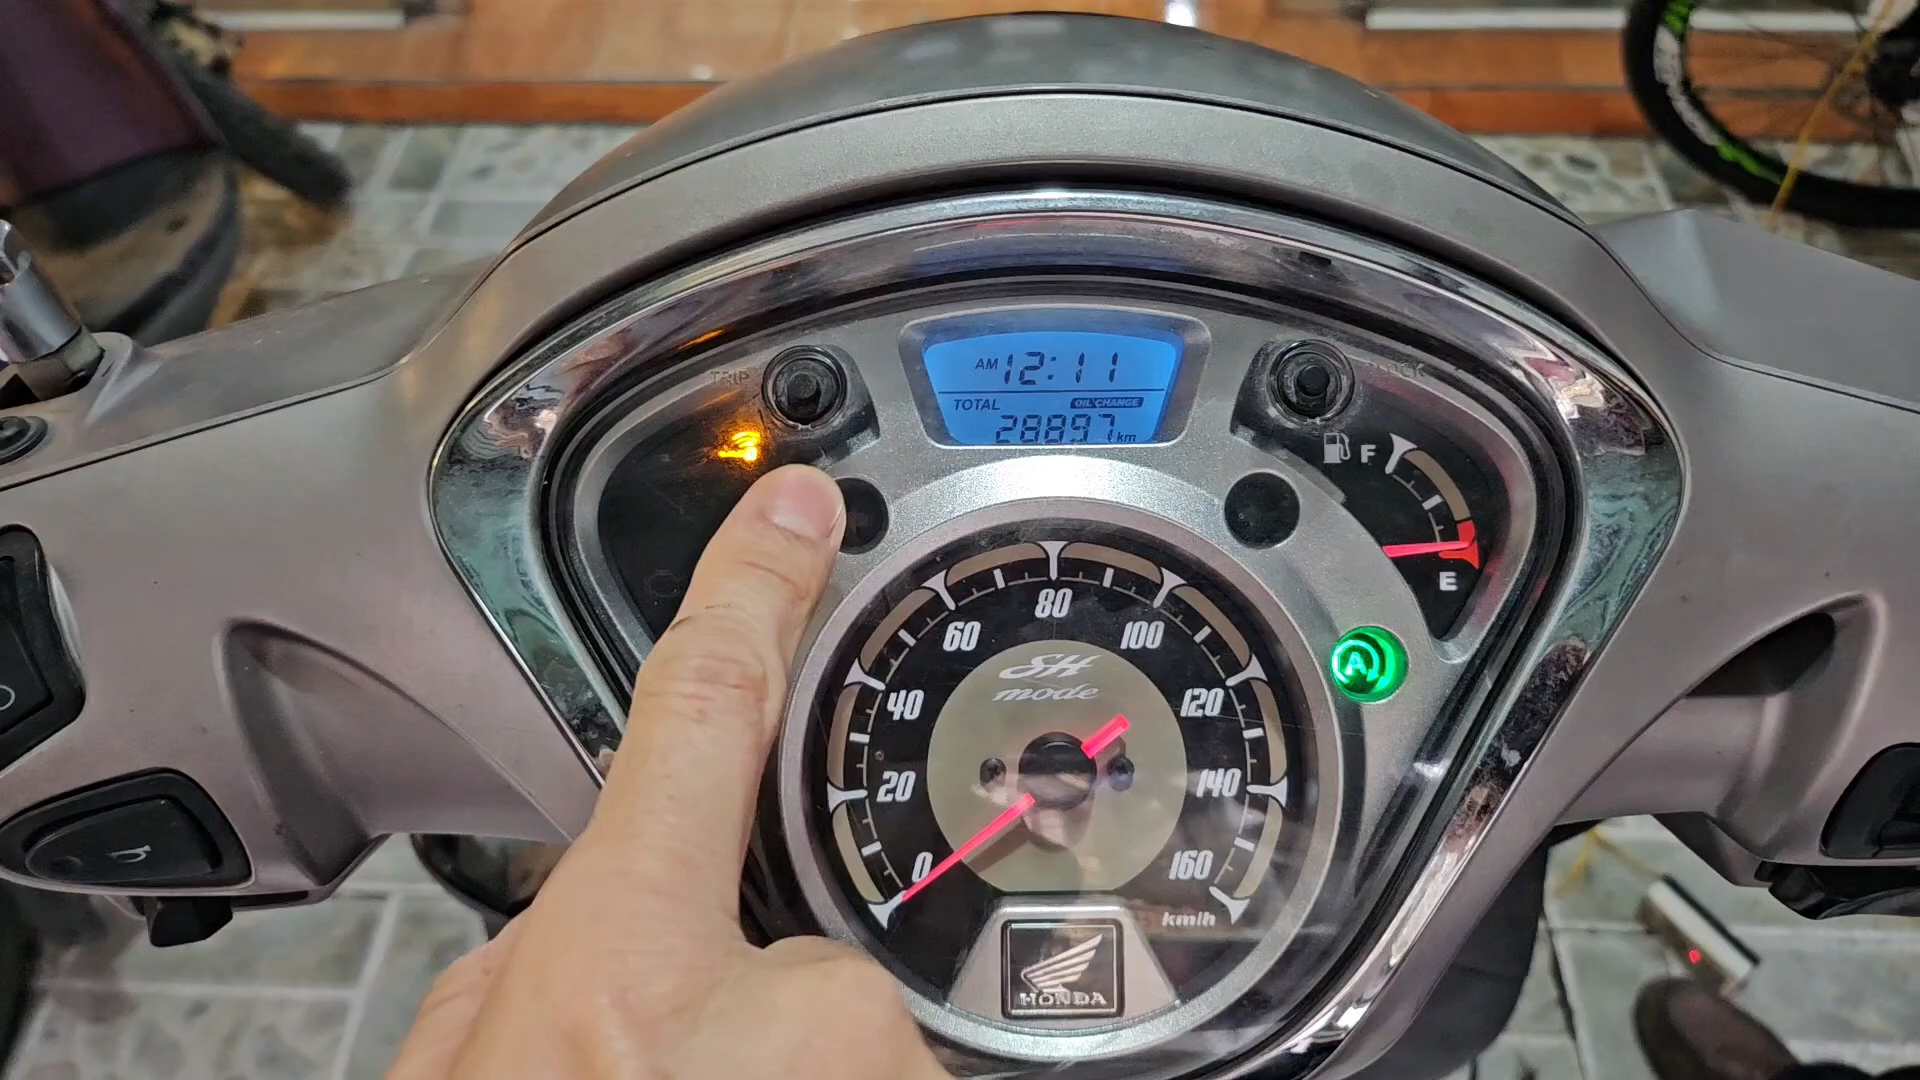 AM 12:11
TRIP
CLOCK
TOTAL OIL CHANGE
28897 km
F
E
80
60
100
40
120
20
140
0
160
SH
mode
A
km/h
HONDA